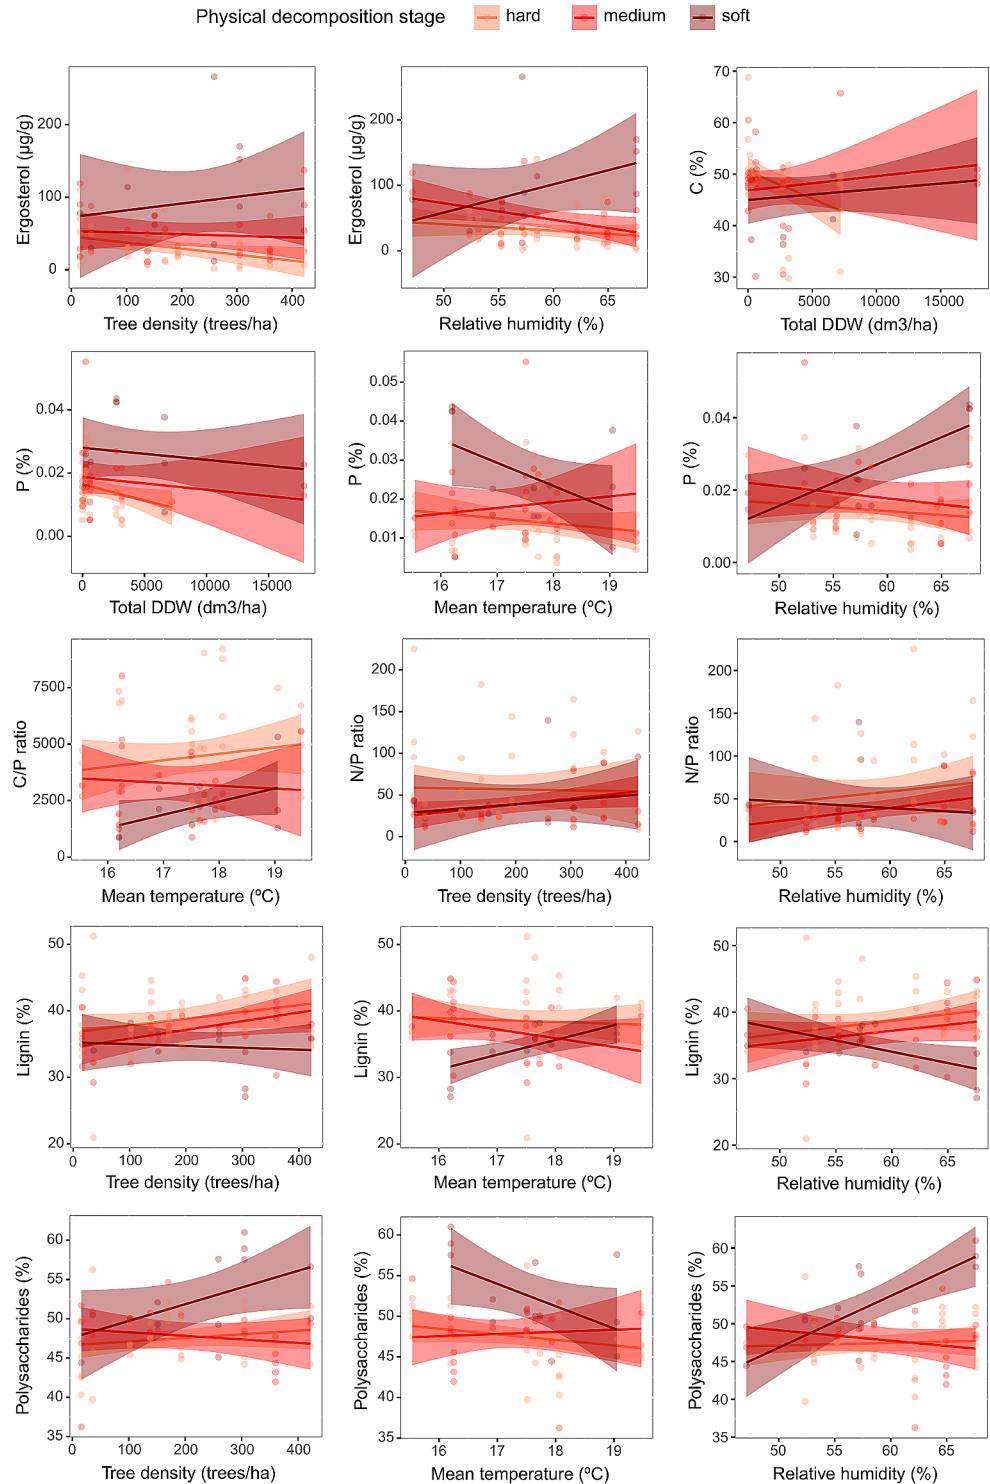 Physical decomposition stage hard medium soft
Ergosterol (µg/g)
200
100
0
0 100 200 300 400
Tree density (trees/ha)
Ergosterol (µg/g)
200
100
0
50 55 60 65
Relative humidity (%)
C (%)
70
60
50
40
30
0 5000 10000 15000
Total DDW (dm3/ha)
P (%)
0.04
0.02
0.00
0 5000 10000 15000
Total DDW (dm3/ha)
P (%)
0.05
0.04
0.03
0.02
0.01
16 17 18 19
Mean temperature (ºC)
P (%)
0.04
0.02
0.00
50 55 60 65
Relative humidity (%)
C/P ratio
7500
5000
2500
0
16 17 18 19
Mean temperature (ºC)
N/P ratio
200
150
100
50
0
0 100 200 300 400
Tree density (trees/ha)
N/P ratio
200
150
100
50
0
50 55 60 65
Relative humidity (%)
Lignin (%)
50
40
30
20
0 100 200 300 400
Tree density (trees/ha)
Lignin (%)
50
40
30
20
16 17 18 19
Mean temperature (ºC)
Lignin (%)
50
40
30
20
50 55 60 65
Relative humidity (%)
Polysaccharides (%)
60
55
50
45
40
35
0 100 200 300 400
Tree density (trees/ha)
Polysaccharides (%)
60
55
50
45
40
35
16 17 18 19
Mean temperature (ºC)
Polysaccharides (%)
60
55
50
45
40
35
50 55 60 65
Relative humidity (%)